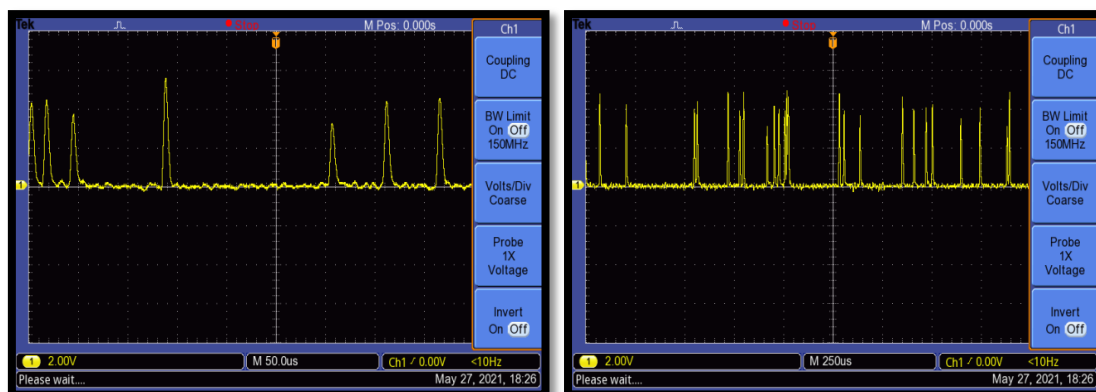 Tek Stop M Pos: 0.000s Ch1
T
Coupling
DC
BW Limit
On Off
150MHz
1
Volts/Div
Coarse
Probe
1X
Voltage
Invert
On Off
1 2.00V M 50.0us Ch1 0.00V <10Hz
Please wait.... May 27, 2021, 18:26
Tek Stop M Pos: 0.000s Ch1
T
Coupling
DC
BW Limit
On Off
150MHz
1
Volts/Div
Coarse
Probe
1X
Voltage
Invert
On Off
1 2.00V M 250us Ch1 0.00V <10Hz
Please wait.... May 27, 2021, 18:26